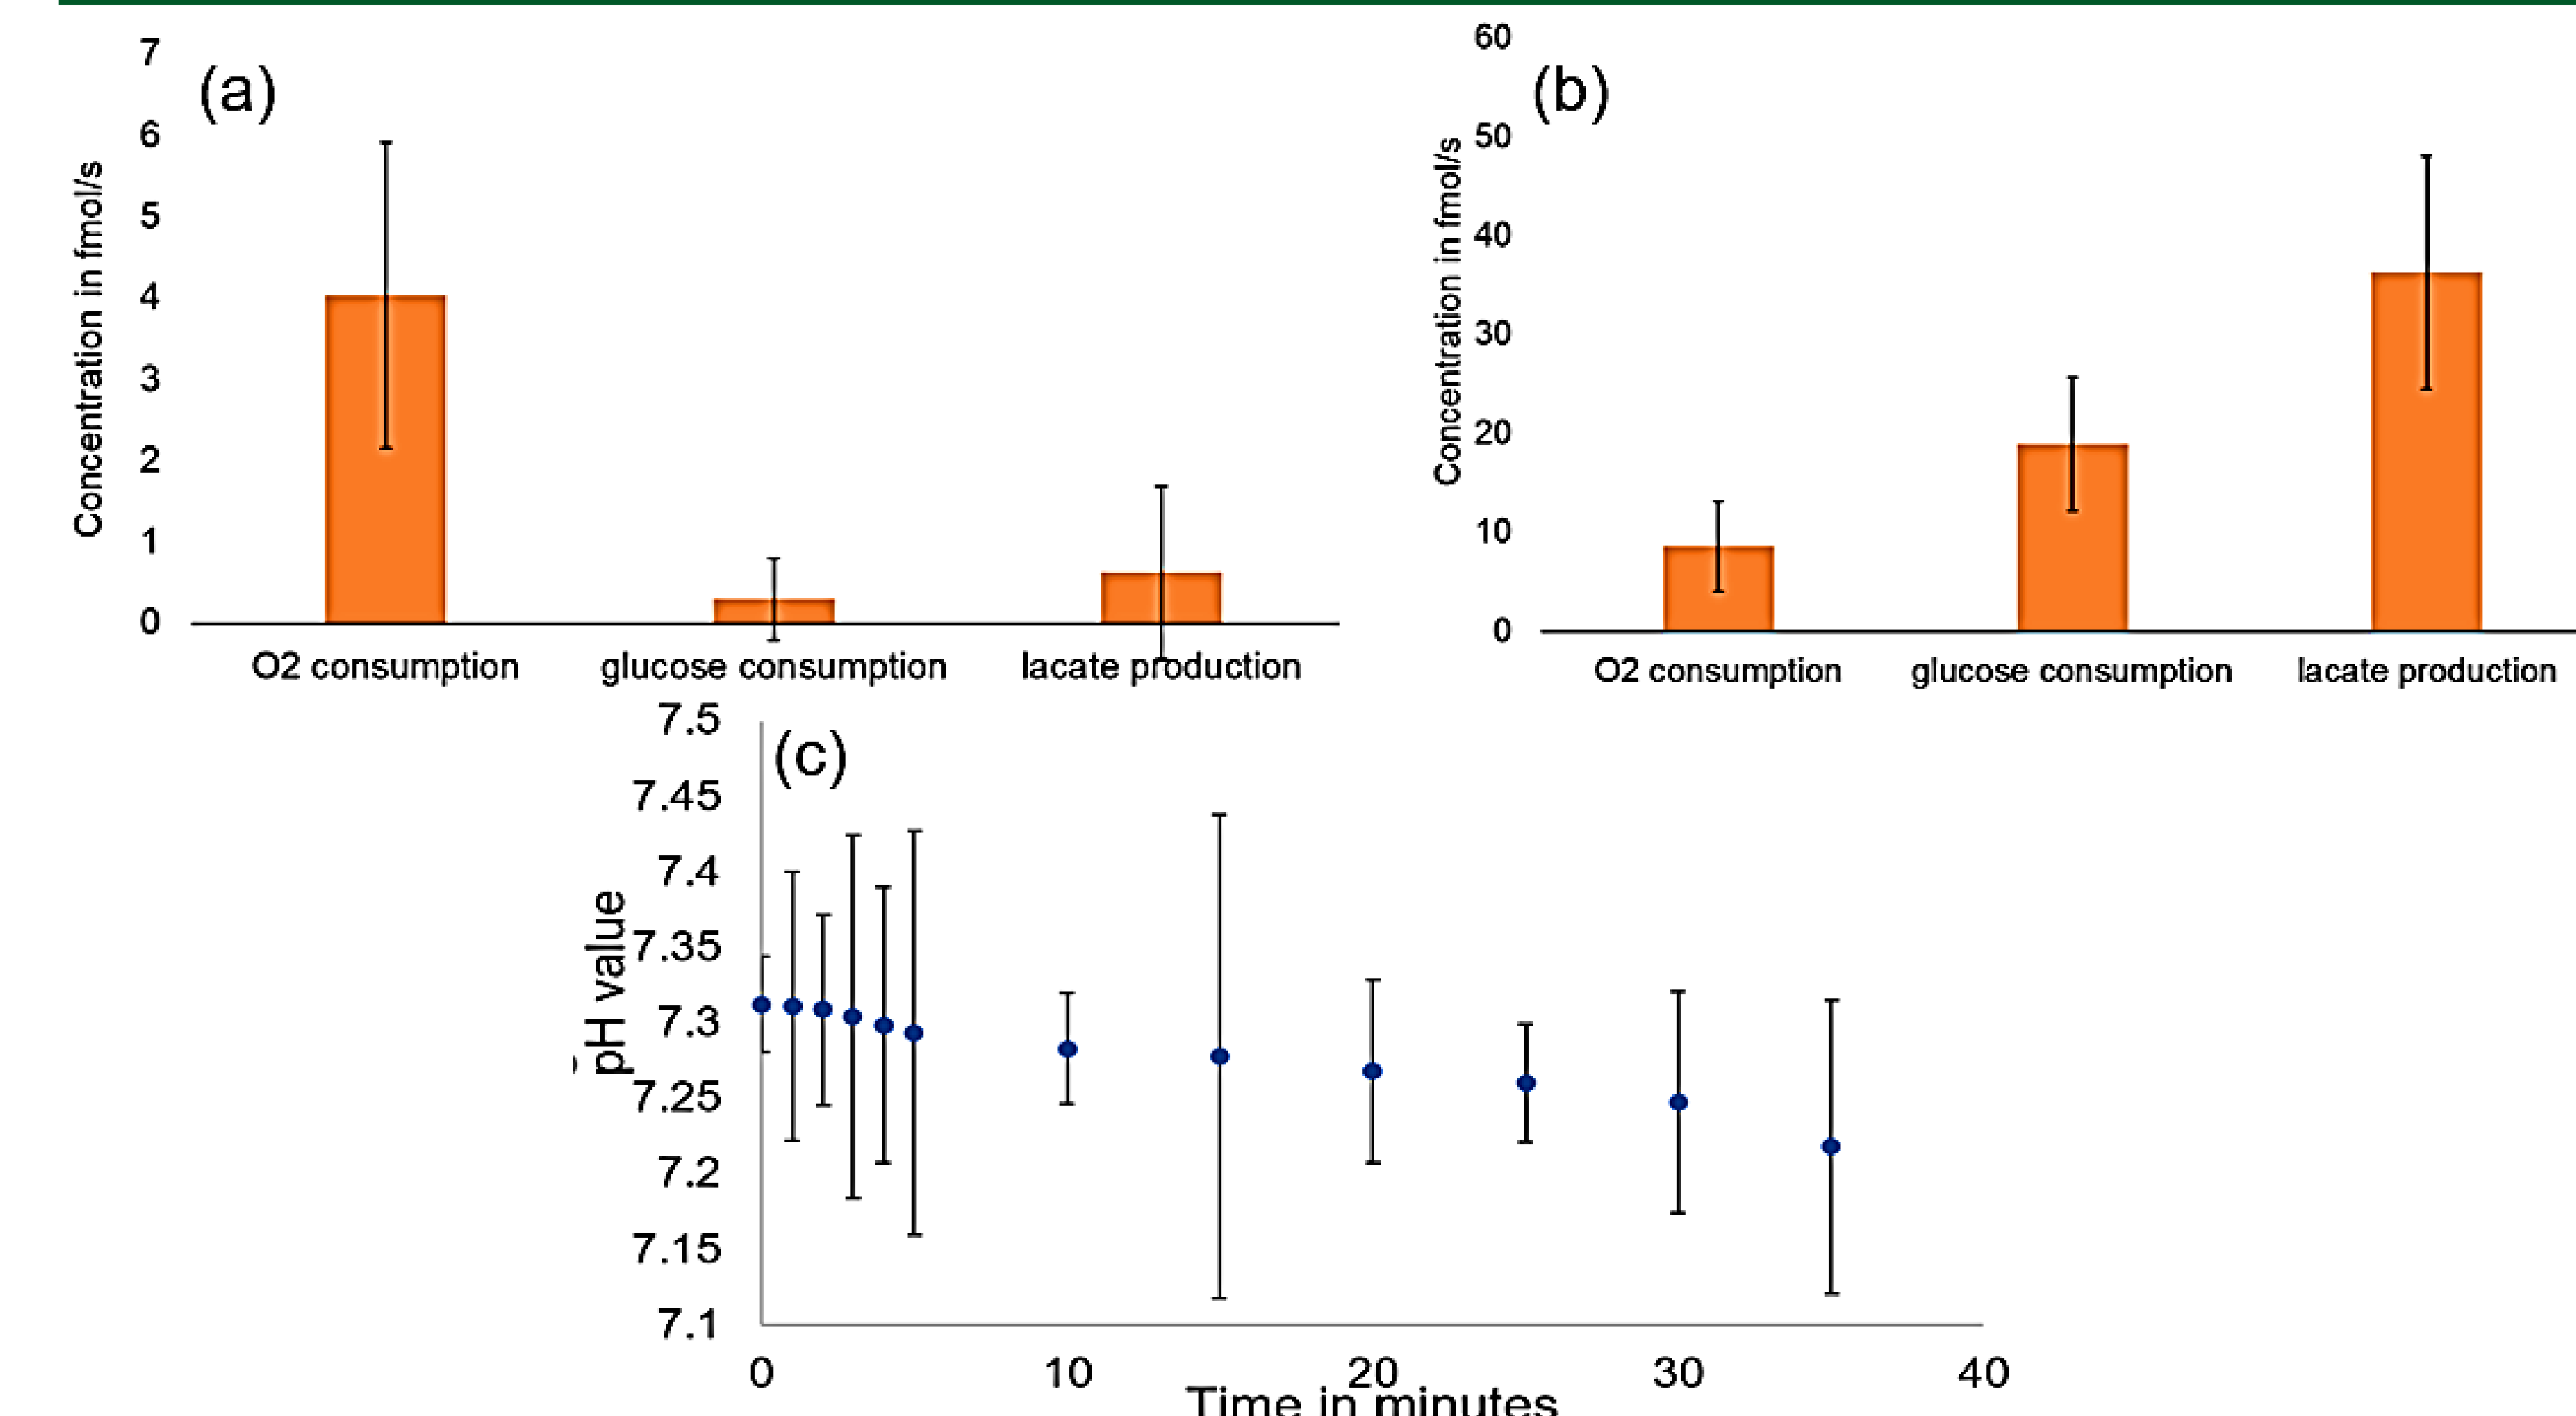 (a)
Concentration in fmol/s
7
6
5
4
3
2
1
0
O2 consumption glucose consumption lacate production
(b)
Concentration in fmol/s
60
50
40
30
20
10
0
O2 consumption glucose consumption lacate production
(c)
pH value
7.5
7.45
7.4
7.35
7.3
7.25
7.2
7.15
7.1
0 10 20 30 40
Time in minutes